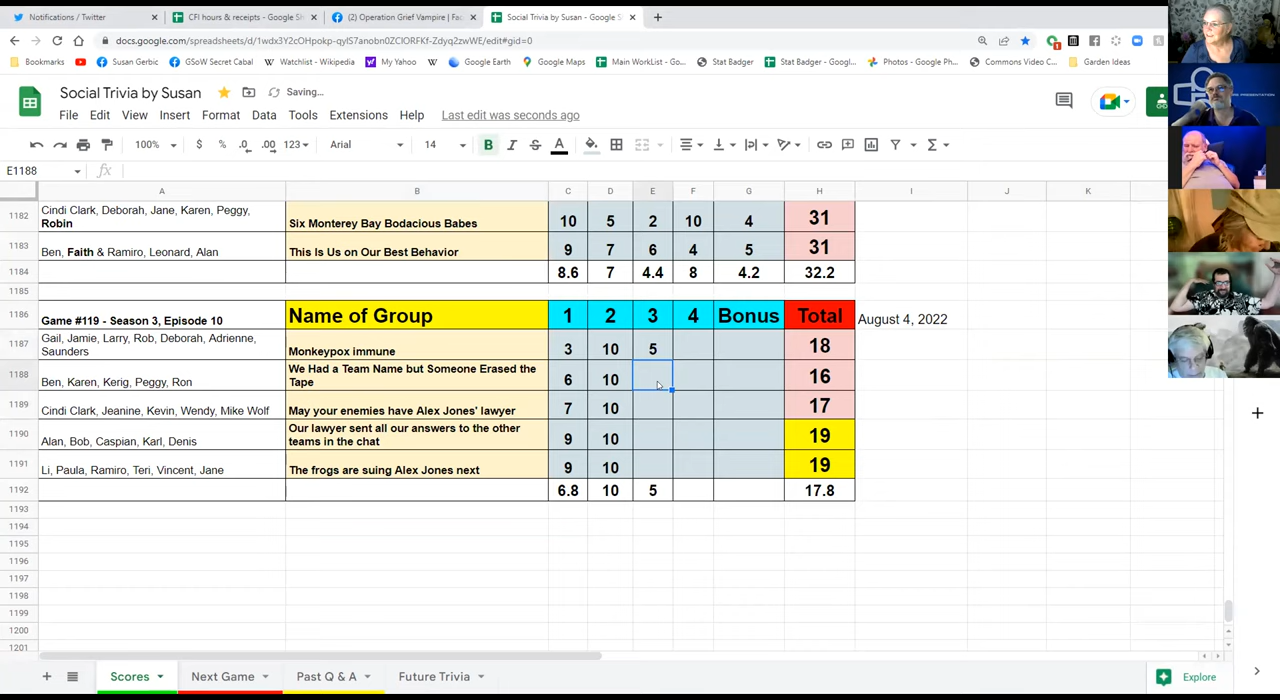 Notifications / Twitter
CFI hours & receipts - Google Sh
(2) Operation Grief Vampire | Fac
Social Trivia by Susan - Google S
docs.google.com/spreadsheets/d/
edit#gid=0
Bookmarks
Susan Gerbic
GSoW Secret Cabal
Watchlist - Wikipedia
My Yahoo
Google Earth
Google Maps
Main WorkList - Go...
Stat Badger
Stat Badger - Googl...
Photos - Google Ph...
Commons Video C...
Garden Ideas
Social Trivia by Susan
Saving...
File Edit View Insert Format Data Tools Extensions Help Last edit was seconds ago
100% $ % .0 .00 123 Arial 14 B I S A
E1188 fx
A B C D E F G H I J K
1182 Cindi Clark, Deborah, Jane, Karen, Peggy,
Robin Six Monterey Bay Bodacious Babes 10 5 2 10 4 31
1183 Ben, Faith & Ramiro, Leonard, Alan This Is Us on Our Best Behavior 9 7 6 4 5 31
1184 8.6 7 4.4 8 4.2 32.2
1185
1186 Game #119 - Season 3, Episode 10 Name of Group 1 2 3 4 Bonus Total August 4, 2022
1187 Gail, Jamie, Larry, Rob, Deborah, Adrienne,
Saunders Monkeypox immune 3 10 5 18
1188 Ben, Karen, Kerig, Peggy, Ron We Had a Team Name but Someone Erased the
Tape 6 10 16
1189 Cindi Clark, Jeanine, Kevin, Wendy, Mike Wolf May your enemies have Alex Jones' lawyer 7 10 17
1190 Alan, Bob, Caspian, Karl, Denis Our lawyer sent all our answers to the other
teams in the chat 9 10 19
1191 Li, Paula, Ramiro, Teri, Vincent, Jane The frogs are suing Alex Jones next 9 10 19
1192 6.8 10 5 17.8
1193
1194
1195
1196
1197
1198
1199
1200
1201
Scores Next Game Past Q & A Future Trivia Explore